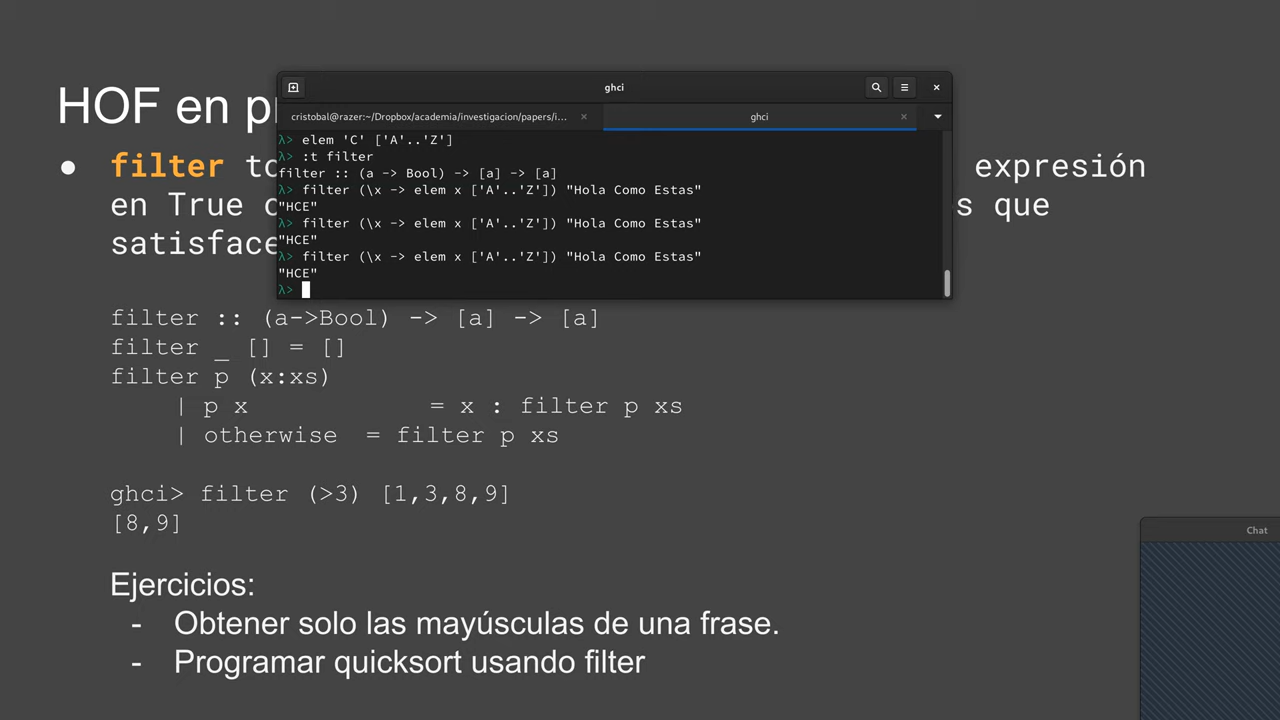 HOF en p
● filter to
expresión
en True
s que
satisface
ghci
cristobal@razer:~/Dropbox/academia/investigacion/papers/i...
ghci
λ> elem 'C' ['A'..'Z']
λ> :t filter
filter :: (a -> Bool) -> [a] -> [a]
λ> filter (\x -> elem x ['A'..'Z']) "Hola Como Estas"
"HCE"
λ> filter (\x -> elem x ['A'..'Z']) "Hola Como Estas"
"HCE"
λ> filter (\x -> elem x ['A'..'Z']) "Hola Como Estas"
"HCE"
λ>
filter :: (a->Bool) -> [a] -> [a]
filter _ [] = []
filter p (x:xs)
| p x = x : filter p xs
| otherwise = filter p xs
ghci> filter (>3) [1,3,8,9]
[8,9]
Ejercicios:
- Obtener solo las mayúsculas de una frase.
- Programar quicksort usando filter
Chat